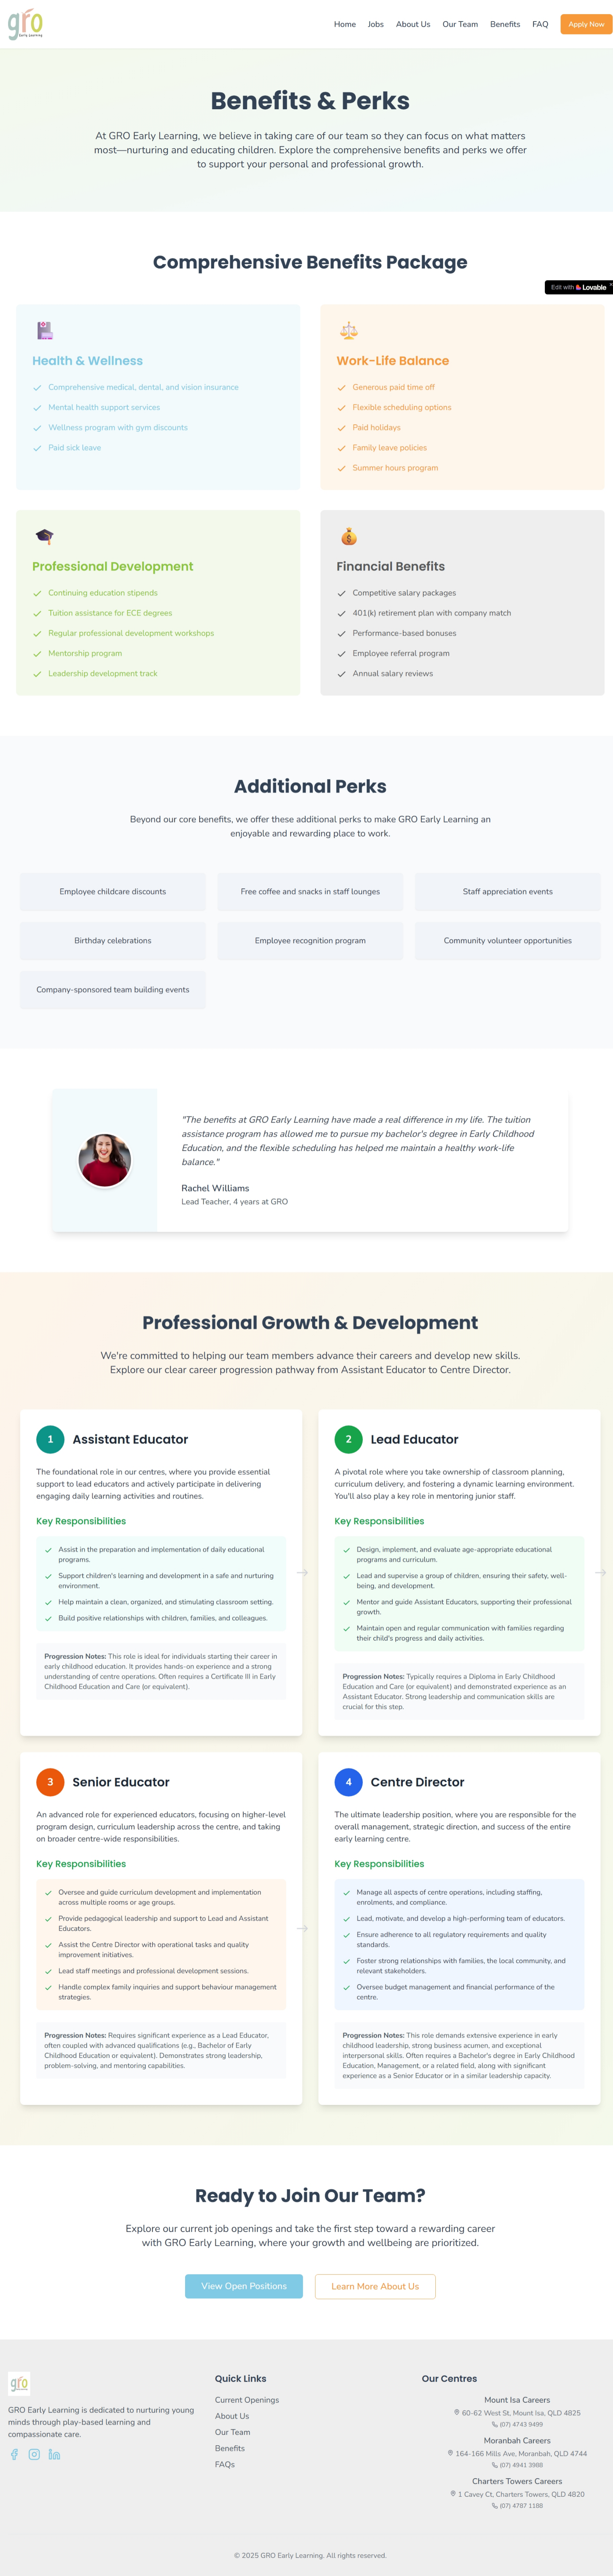 gro
Early Learning
Home Jobs About Us Our Team Benefits FAQ Apply Now
Benefits & Perks
At GRO Early Learning, we believe in taking care of our team so they can focus on what matters
most—nurturing and educating children. Explore the comprehensive benefits and perks we offer
to support your personal and professional growth.
Comprehensive Benefits Package
Edit with Lovable ×
Health & Wellness
Comprehensive medical, dental, and vision insurance
Mental health support services
Wellness program with gym discounts
Paid sick leave
Work-Life Balance
Generous paid time off
Flexible scheduling options
Paid holidays
Family leave policies
Summer hours program
Professional Development
Continuing education stipends
Tuition assistance for ECE degrees
Regular professional development workshops
Mentorship program
Leadership development track
Financial Benefits
Competitive salary packages
401(k) retirement plan with company match
Performance-based bonuses
Employee referral program
Annual salary reviews
Additional Perks
Beyond our core benefits, we offer these additional perks to make GRO Early Learning an
enjoyable and rewarding place to work.
Employee childcare discounts
Free coffee and snacks in staff lounges
Staff appreciation events
Birthday celebrations
Employee recognition program
Community volunteer opportunities
Company-sponsored team building events
"The benefits at GRO Early Learning have made a real difference in my life. The tuition
assistance program has allowed me to pursue my bachelor's degree in Early Childhood
Education, and the flexible scheduling has helped me maintain a healthy work-life
balance."
Rachel Williams
Lead Teacher, 4 years at GRO
Professional Growth & Development
We're committed to helping our team members advance their careers and develop new skills.
Explore our clear career progression pathway from Assistant Educator to Centre Director.
1 Assistant Educator
The foundational role in our centres, where you provide essential
support to lead educators and actively participate in delivering
engaging daily learning activities and routines.
Key Responsibilities
Assist in the preparation and implementation of daily educational
programs.
Support children's learning and development in a safe and nurturing
environment.
Help maintain a clean, organized, and stimulating classroom setting.
Build positive relationships with children, families, and colleagues.
Progression Notes: This role is ideal for individuals starting their career in
early childhood education. It provides hands-on experience and a strong
understanding of centre operations. Often requires a Certificate III in Early
Childhood Education and Care (or equivalent).
2 Lead Educator
A pivotal role where you take ownership of classroom planning,
curriculum delivery, and fostering a dynamic learning environment.
You'll also play a key role in mentoring junior staff.
Key Responsibilities
Design, implement, and evaluate age-appropriate educational
programs and curriculum.
Lead and supervise a group of children, ensuring their safety, well-
being, and development.
Mentor and guide Assistant Educators, supporting their professional
growth.
Maintain open and regular communication with families regarding
their child's progress and daily activities.
Progression Notes: Typically requires a Diploma in Early Childhood
Education and Care (or equivalent) and demonstrated experience as an
Assistant Educator. Strong leadership and communication skills are
crucial for this step.
3 Senior Educator
An advanced role for experienced educators, focusing on higher-level
program design, curriculum leadership across the centre, and taking
on broader centre-wide responsibilities.
Key Responsibilities
Oversee and guide curriculum development and implementation
across multiple rooms or age groups.
Provide pedagogical leadership and support to Lead and Assistant
Educators.
Assist the Centre Director with operational tasks and quality
improvement initiatives.
Lead staff meetings and professional development sessions.
Handle complex family inquiries and support behaviour management
strategies.
Progression Notes: Requires significant experience as a Lead Educator,
often coupled with advanced qualifications (e.g., Bachelor of Early
Childhood Education or equivalent). Demonstrates strong leadership,
problem-solving, and mentoring capabilities.
4 Centre Director
The ultimate leadership position, where you are responsible for the
overall management, strategic direction, and success of the entire
early learning centre.
Key Responsibilities
Manage all aspects of centre operations, including staffing,
enrolments, and compliance.
Lead, motivate, and develop a high-performing team of educators.
Ensure adherence to all regulatory requirements and quality
standards.
Foster strong relationships with families, the local community, and
relevant stakeholders.
Oversee budget management and financial performance of the
centre.
Progression Notes: This role demands extensive experience in early
childhood leadership, strong business acumen, and exceptional
interpersonal skills. Often requires a Bachelor's degree in Early Childhood
Education, Management, or a related field, along with significant
experience as a Senior Educator or in a similar leadership capacity.
Ready to Join Our Team?
Explore our current job openings and take the first step toward a rewarding career
with GRO Early Learning, where your growth and wellbeing are prioritized.
View Open Positions
Learn More About Us
gro
GRO Early Learning is dedicated to nurturing young
minds through play-based learning and
compassionate care.
Quick Links
Current Openings
About Us
Our Team
Benefits
FAQs
Our Centres
Mount Isa Careers
60-62 West St, Mount Isa, QLD 4825
(07) 4743 9499
Moranbah Careers
164-166 Mills Ave, Moranbah, QLD 4744
(07) 4941 3988
Charters Towers Careers
1 Cavey Ct, Charters Towers, QLD 4820
(07) 4787 1188
© 2025 GRO Early Learning. All rights reserved.